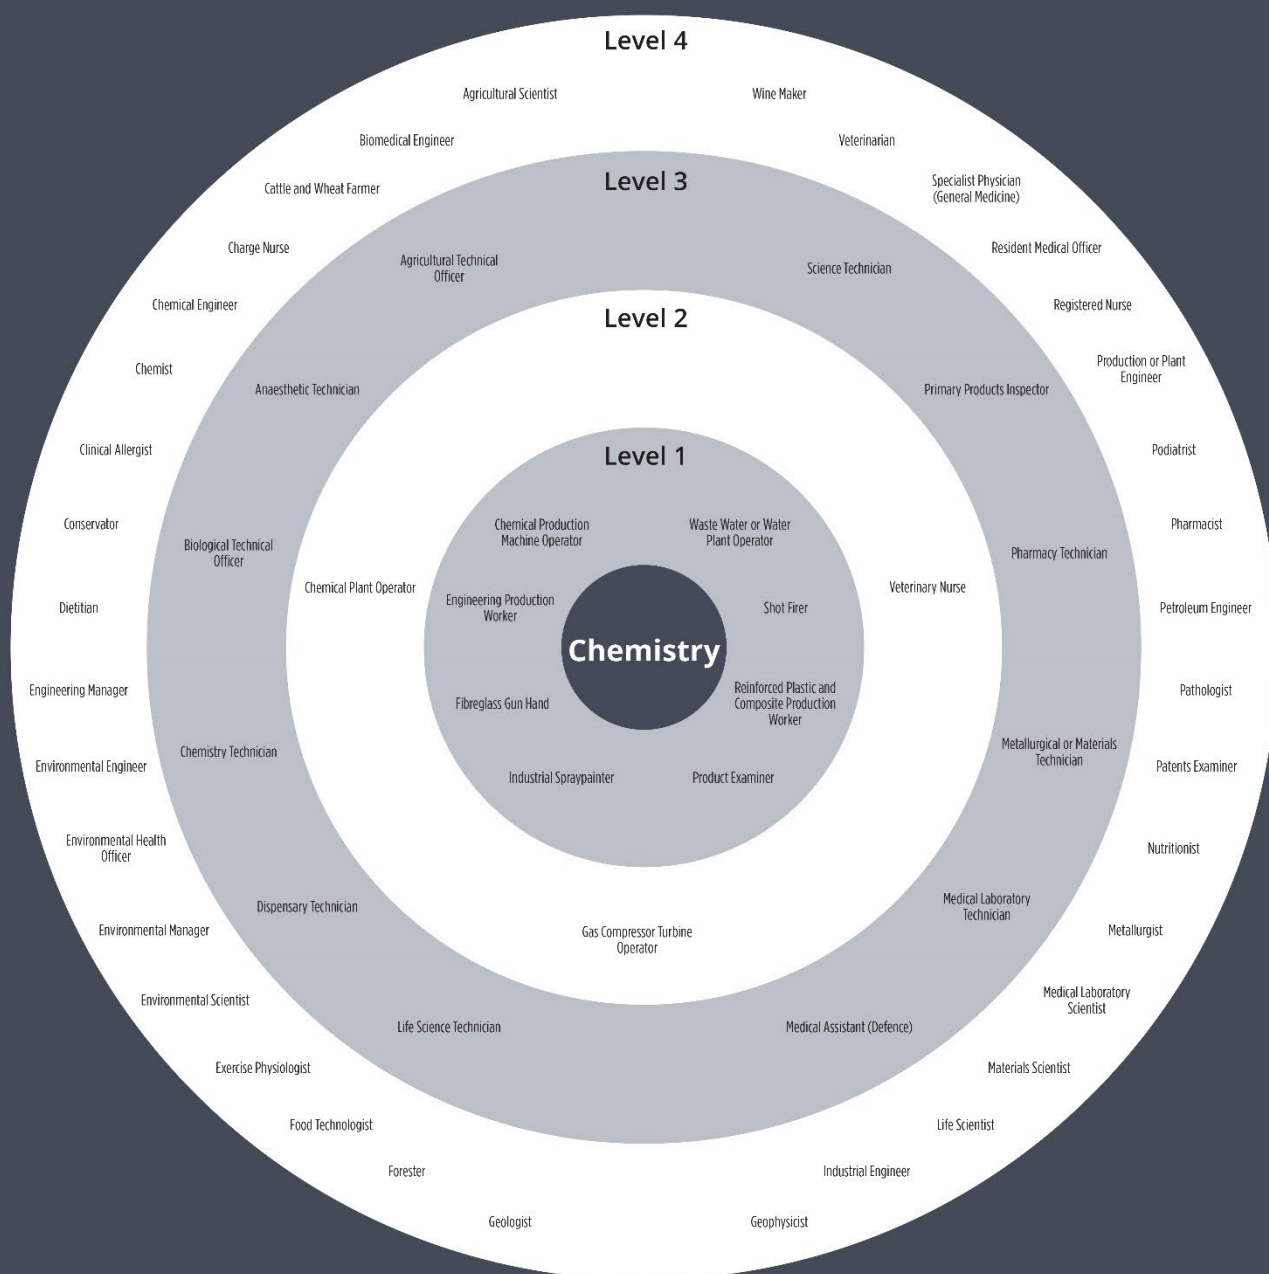 Level 4
Agricultural Scientist
Wine Maker
Biomedical Engineer
Veterinarian
Cattle and Wheat Farmer
Specialist Physician
(General Medicine)
Charge Nurse
Resident Medical Officer
Chemical Engineer
Registered Nurse
Chemist
Production or Plant
Engineer
Clinical Allergist
Podiatrist
Conservator
Pharmacist
Dietitian
Petroleum Engineer
Engineering Manager
Pathologist
Environmental Engineer
Patents Examiner
Environmental Health
Officer
Nutritionist
Environmental Manager
Metallurgist
Environmental Scientist
Medical Laboratory
Scientist
Exercise Physiologist
Materials Scientist
Food Technologist
Life Scientist
Forester
Industrial Engineer
Geologist
Geophysicist
Level 3
Agricultural Technical
Officer
Science Technician
Anaesthetic Technician
Primary Products Inspector
Biological Technical
Officer
Pharmacy Technician
Chemistry Technician
Metallurgical or Materials
Technician
Dispensary Technician
Medical Laboratory
Technician
Life Science Technician
Medical Assistant (Defence)
Level 2
Chemical Plant Operator
Veterinary Nurse
Gas Compressor Turbine
Operator
Level 1
Chemical Production
Machine Operator
Waste Water or Water
Plant Operator
Engineering Production
Worker
Shot Firer
Fibreglass Gun Hand
Reinforced Plastic and
Composite Production
Worker
Industrial Spraypainter
Product Examiner
Chemistry